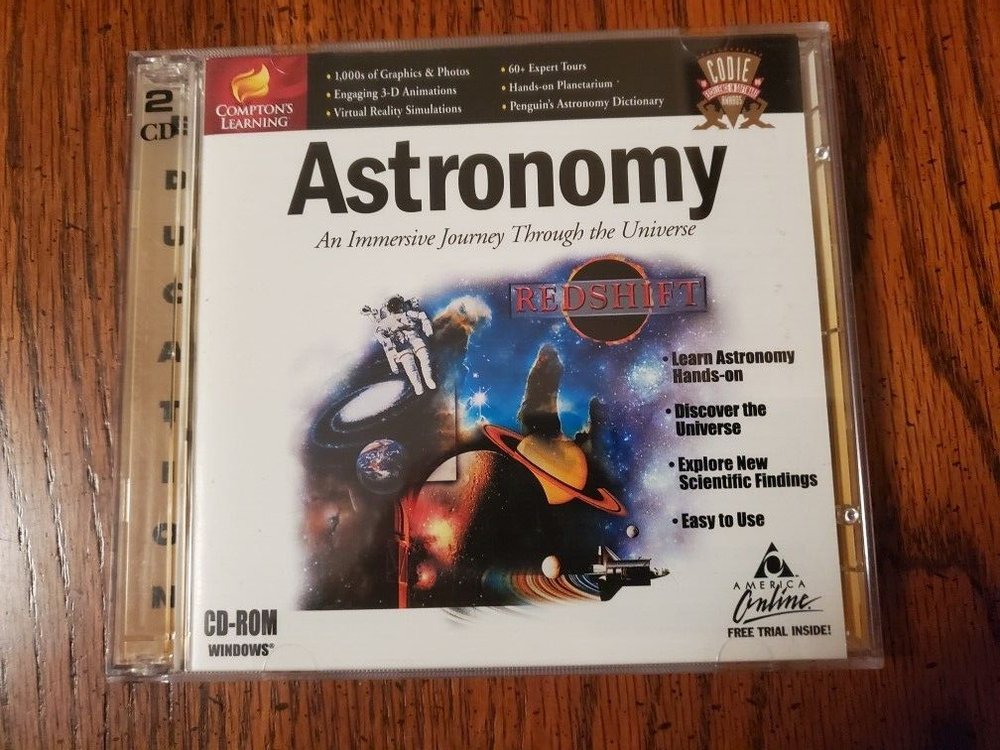 2
CD
E
D
U
C
A
T
I
O
N
COMPTON'S
LEARNING™
• 1,000s of Graphics & Photos
• Engaging 3-D Animations
• Virtual Reality Simulations
• 60+ Expert Tours
• Hands-on Planetarium
• Penguin's Astronomy Dictionary
CODIE
AWARDS
Astronomy
An Immersive Journey Through the Universe
REDSHIFT
• Learn Astronomy
Hands-on
• Discover the
Universe
• Explore New
Scientific Findings
• Easy to Use
CD-ROM
WINDOWS®
AMERICA
Online.
FREE TRIAL INSIDE!